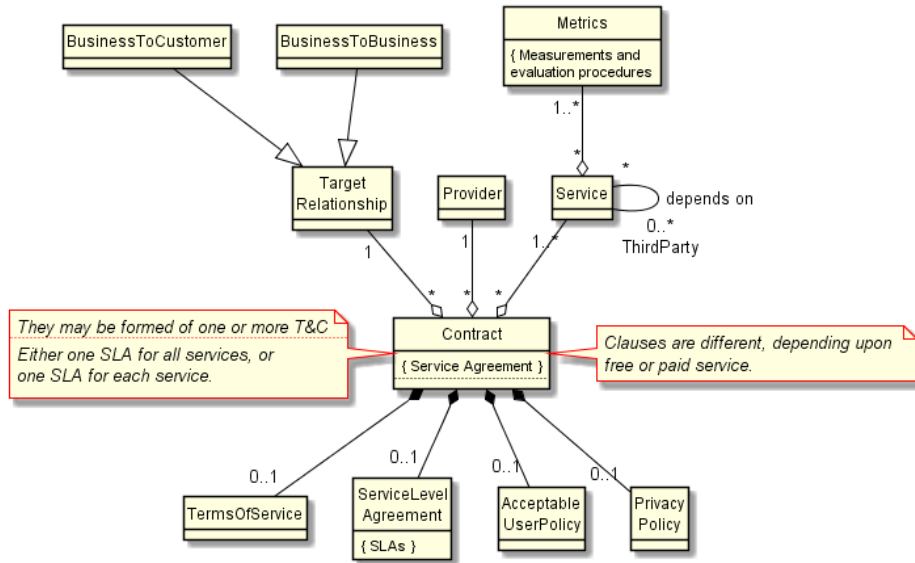 BusinessToCustomer
BusinessToBusiness
Metrics
{ Measurements and
evaluation procedures
1..*
*
*
Target
Relationship
Provider
Service
depends on
0..*
ThirdParty
1
1
1..*
*
*
*
They may be formed of one or more T&C
Either one SLA for all services, or
one SLA for each service.
Contract
{ Service Agreement }
Clauses are different, depending upon
free or paid service.
0..1
0..1
0..1
0..1
TermsOfService
ServiceLevel
Agreement
{ SLAs }
Acceptable
UserPolicy
Privacy
Policy